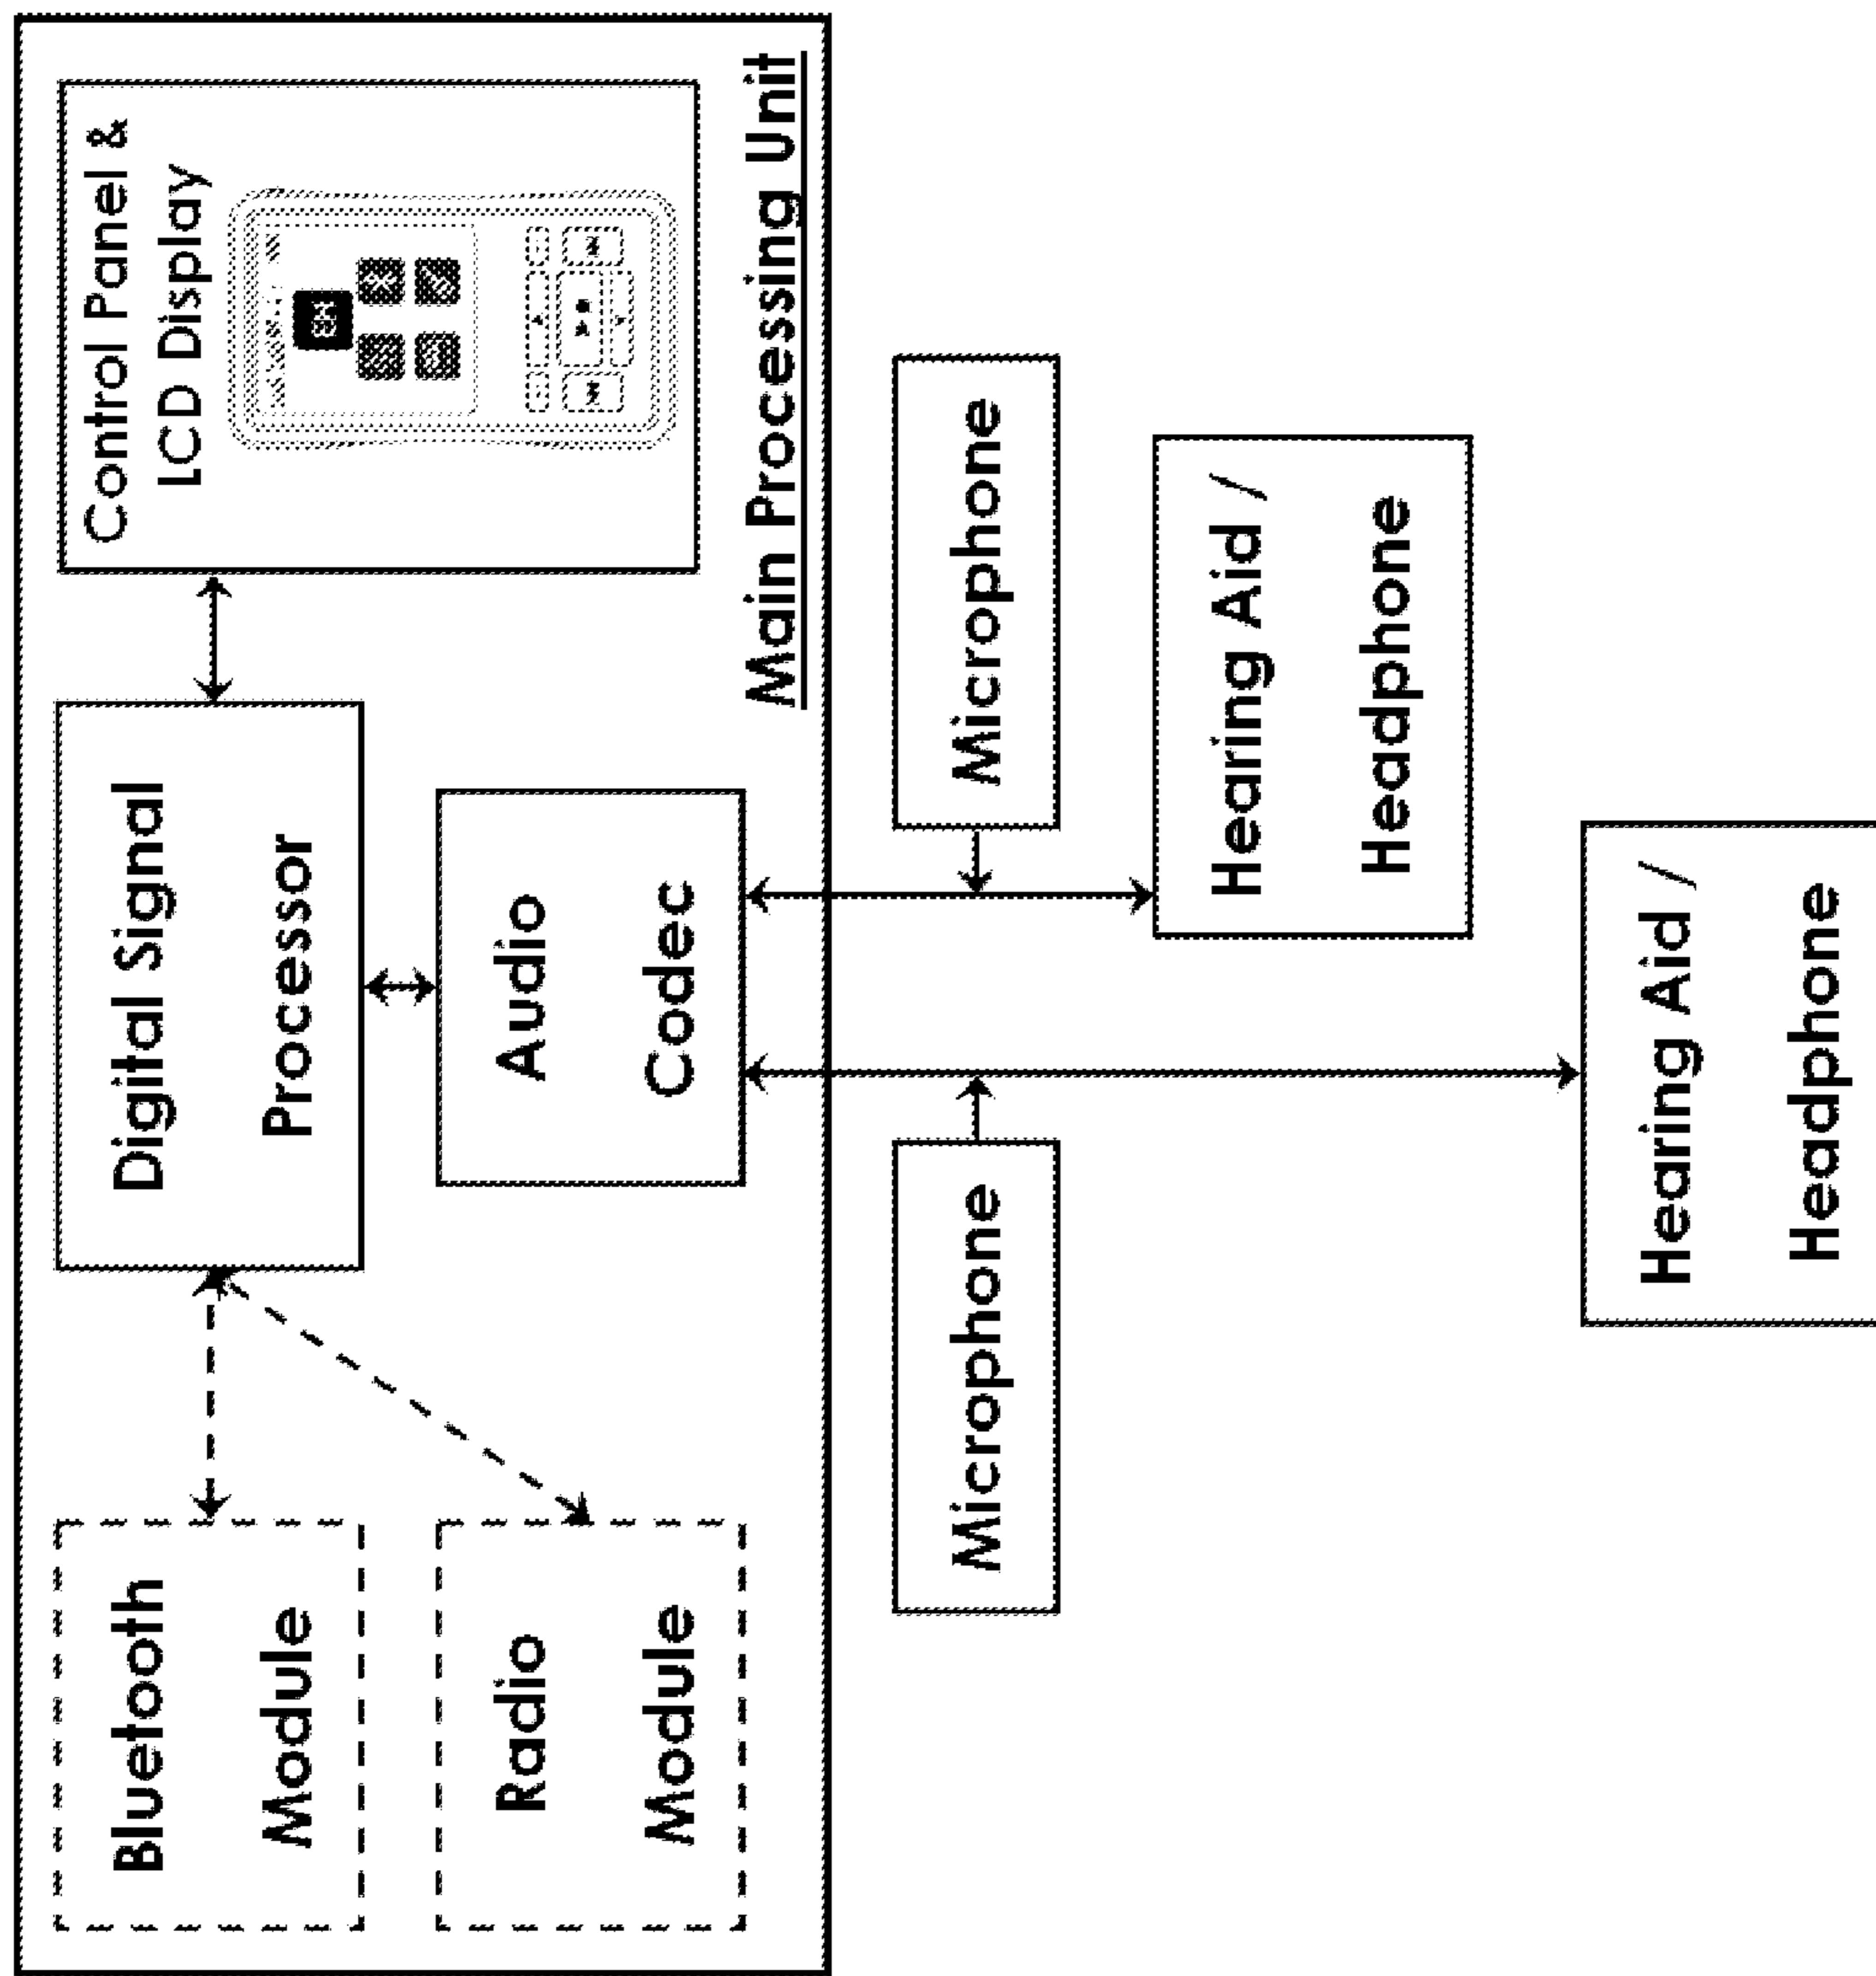 Bluetooth
Module
Digital Signal
Processor
Control Panel &
LCD Display
Radio
Module
Audio
Codec
Main Processing Unit
Microphone
Microphone
Hearing Aid /
Headphone
Hearing Aid /
Headphone